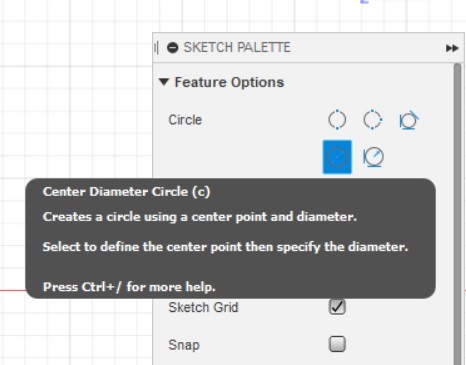 SKETCH PALETTE
Feature Options
Circle
Center Diameter Circle (c)
Creates a circle using a center point and diameter.
Select to define the center point then specify the diameter.
Press Ctrl+/ for more help.
Sketch Grid
Snap